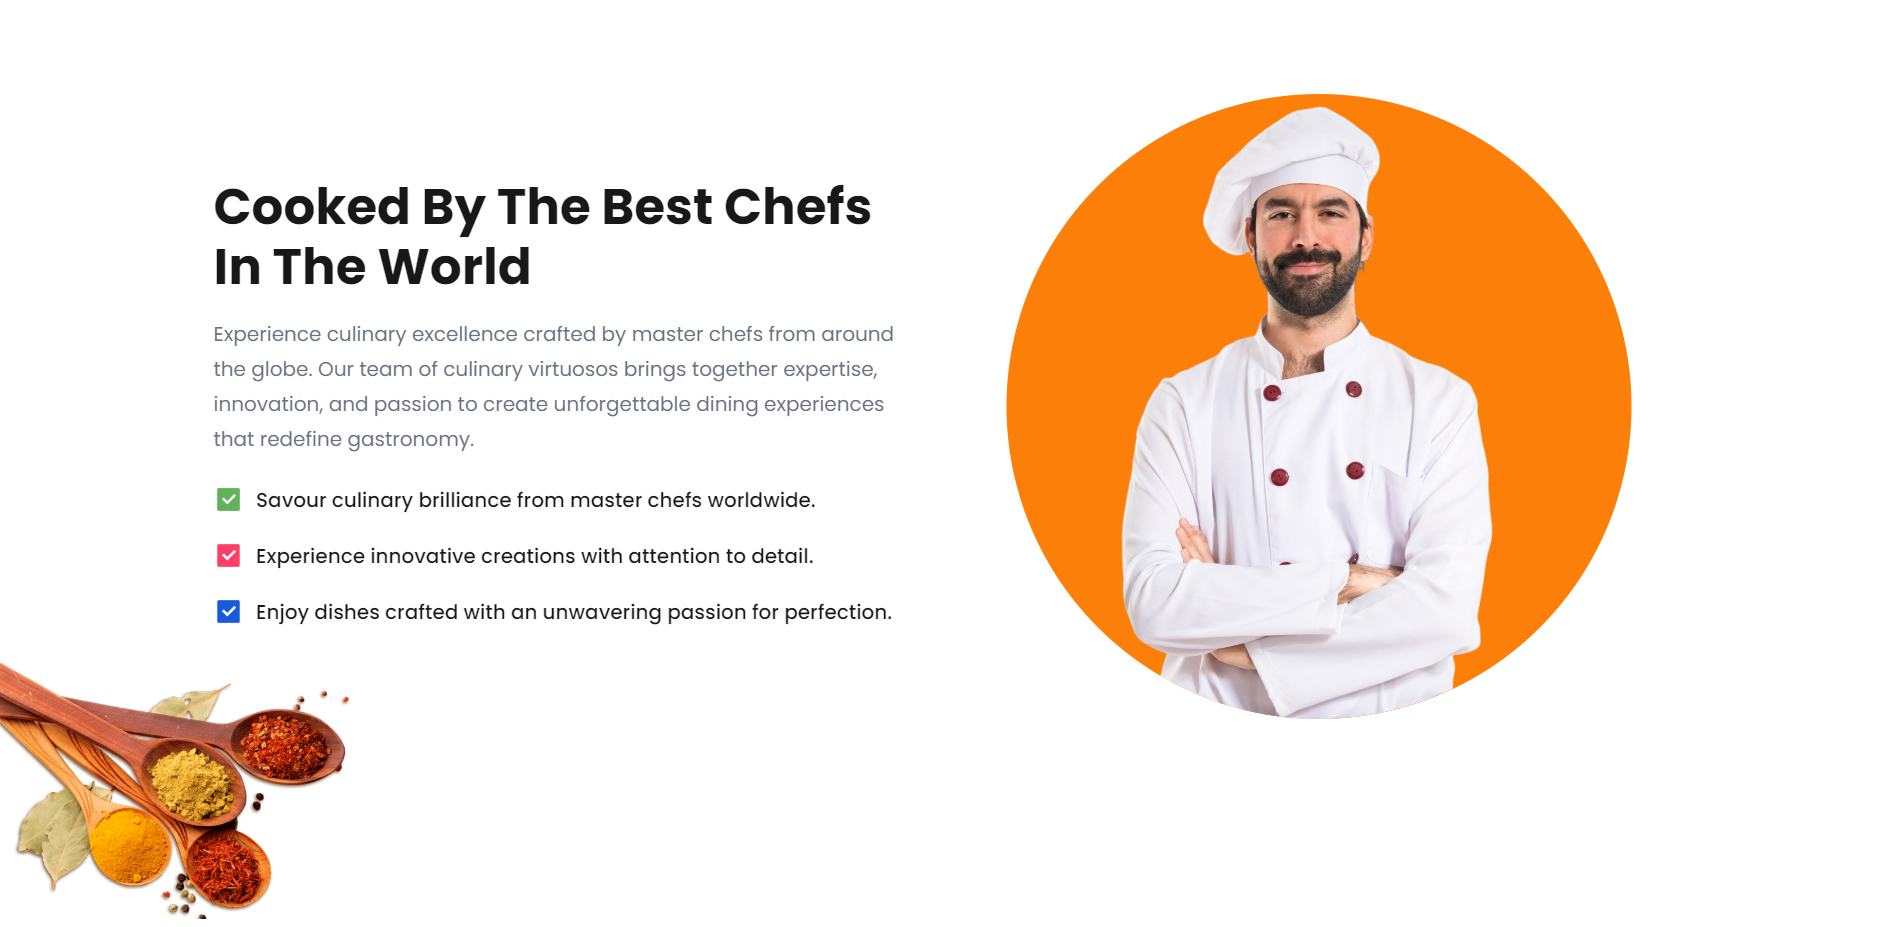 Cooked By The Best Chefs
In The World
Experience culinary excellence crafted by master chefs from around
the globe. Our team of culinary virtuosos brings together expertise,
innovation, and passion to create unforgettable dining experiences
that redefine gastronomy.
Savour culinary brilliance from master chefs worldwide.
Experience innovative creations with attention to detail.
Enjoy dishes crafted with an unwavering passion for perfection.